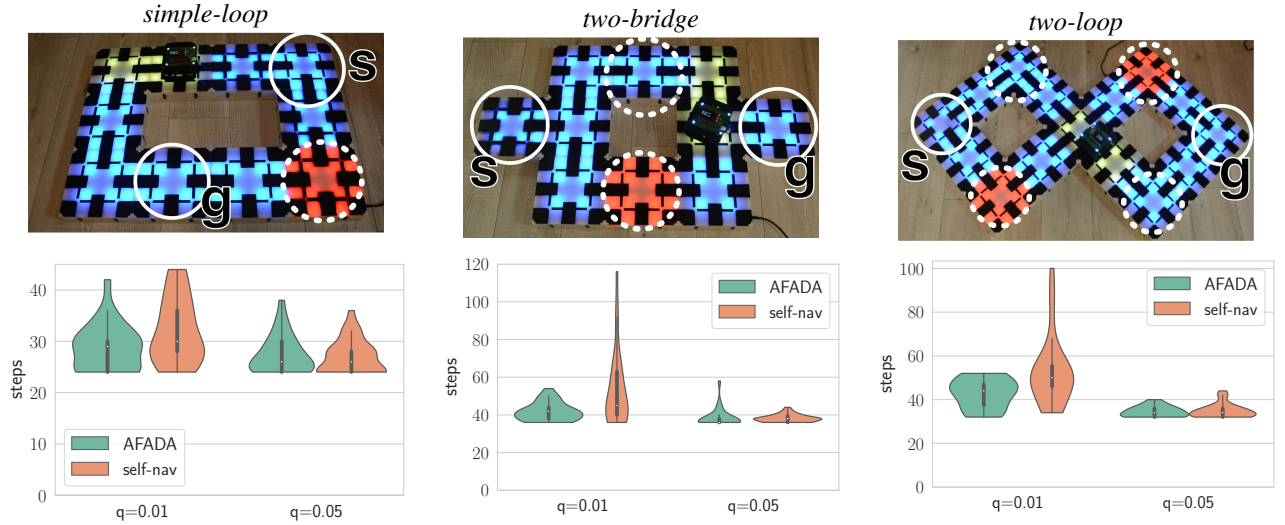 simple-loop
two-bridge
two-loop
s
g
s
g
s
g
40
30
20
10
0
steps
AFADA
self-nav
q=0.01
q=0.05
120
100
80
60
40
20
0
steps
AFADA
self-nav
q=0.01
q=0.05
100
80
60
40
20
0
steps
AFADA
self-nav
q=0.01
q=0.05